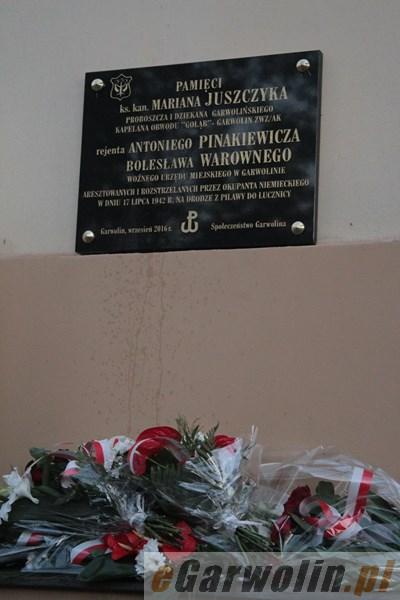 PAMIĘCI
ks. kan. MARIANA JUSZCZYKA
PROBOSZCZA I DZIEKANA GARWOLIŃSKIEGO
KAPELANA OBWODU "GOŁĄB"- GARWOLIN ZWZ/AK
rejenta ANTONIEGO PINAKIEWICZA
BOLESŁAWA WAROWNEGO
WOŹNEGO URZĘDU MIEJSKIEGO W GARWOLINIE
ARESZTOWANYCH I ROZSTRZELANYCH PRZEZ OKUPANTA NIEMIECKIEGO
W DNIU 17 LIPCA 1942 R. NA DRODZE Z PILAWY DO ŁUCZNICY
Garwolin, wrzesień 2016 r. Społeczeństwo Garwolina
eGarwolin.pl